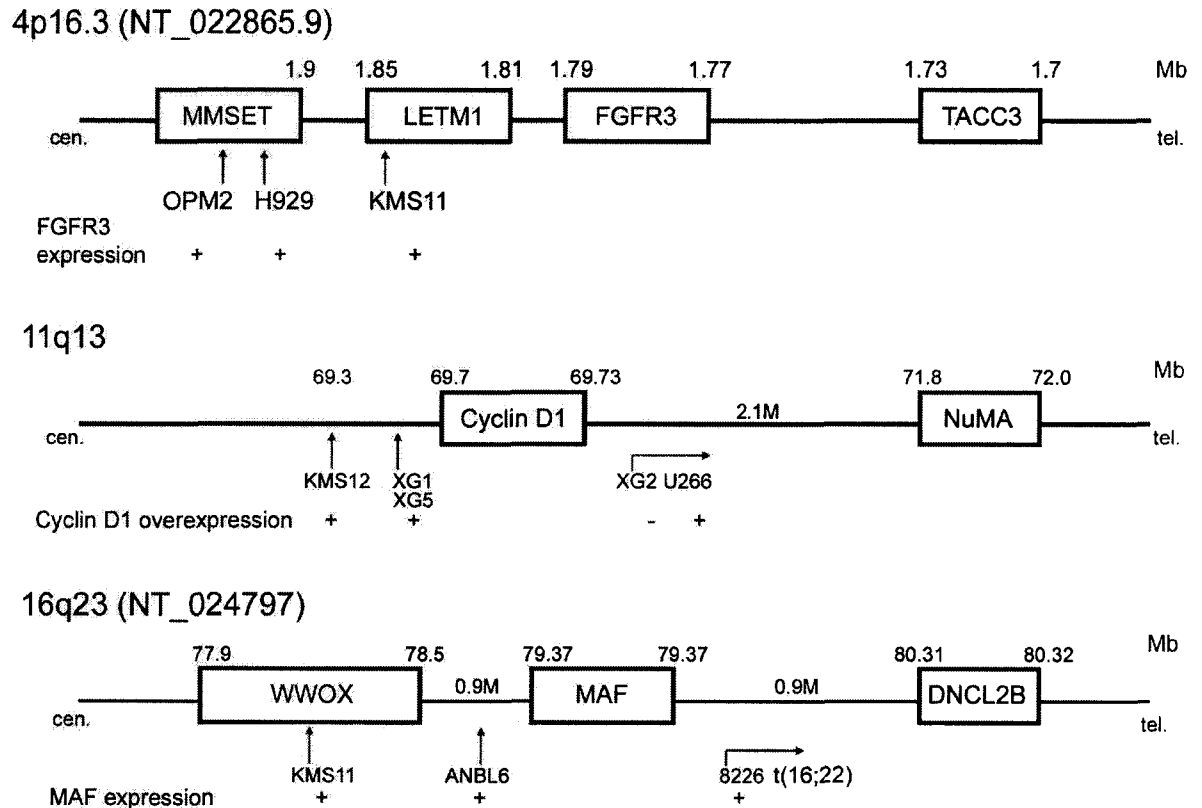 4p16.3 (NT_022865.9)
1.9 1.85 1.81 1.79 1.77 1.73 1.7 Mb
MMSET LETM1 FGFR3 TACC3
cen. tel.
OPM2 H929 KMS11
FGFR3
expression + + +
11q13
69.3 69.7 69.73 71.8 72.0 Mb
Cyclin D1 2.1M NuMA
cen. tel.
KMS12 XG1 XG2 U266
XG5
Cyclin D1 overexpression + + - +
16q23 (NT_024797)
77.9 78.5 79.37 79.37 80.31 80.32 Mb
WWOX 0.9M MAF 0.9M DNCL2B
cen. tel.
KMS11 ANBL6 8226 t(16;22)
MAF expression + + +